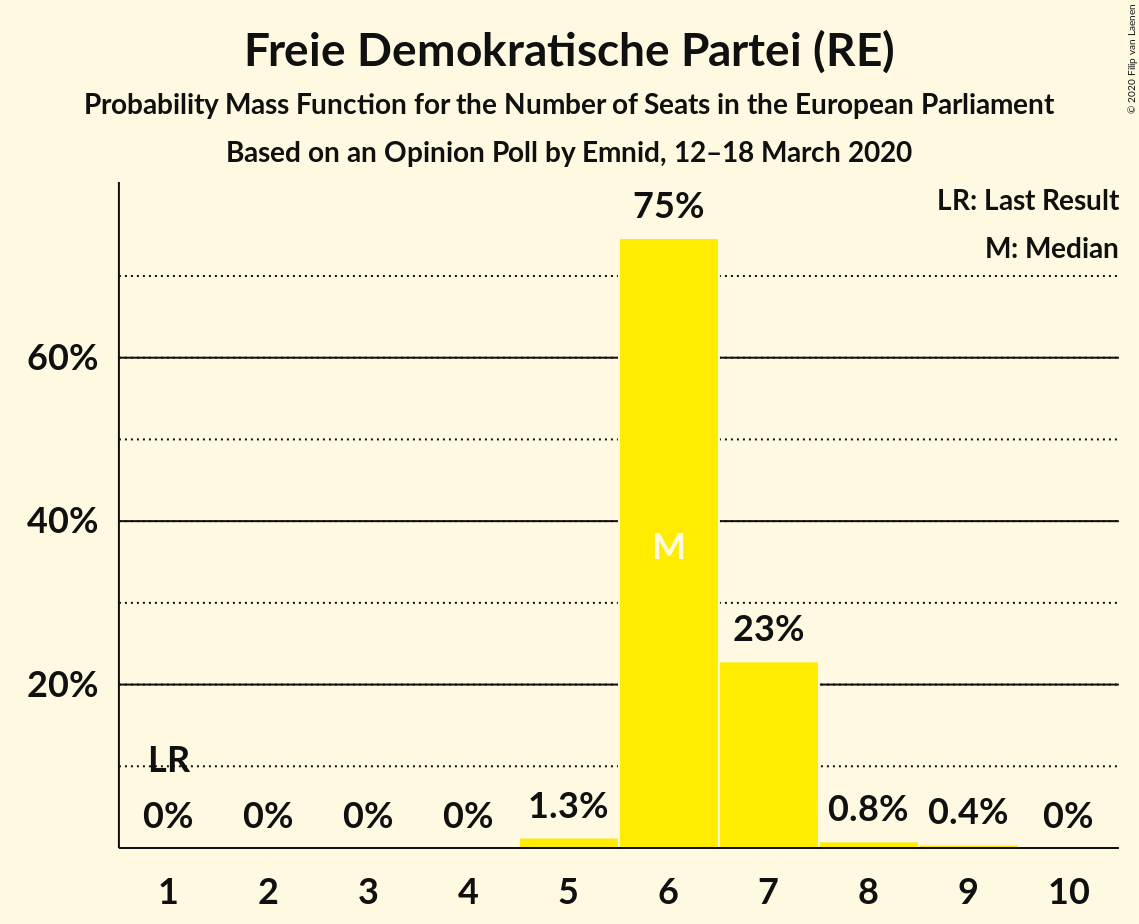 Freie Demokratische Partei (RE)
Probability Mass Function for the Number of Seats in the European Parliament
Based on an Opinion Poll by Emnid, 12–18 March 2020
© 2020 Filip van Laenen
LR: Last Result
M: Median
75%
60%
40%
M
23%
20%
LR
0%
0%
0%
0%
1.3%
0.8%
0.4%
0%
1
2
3
4
5
6
7
8
9
10